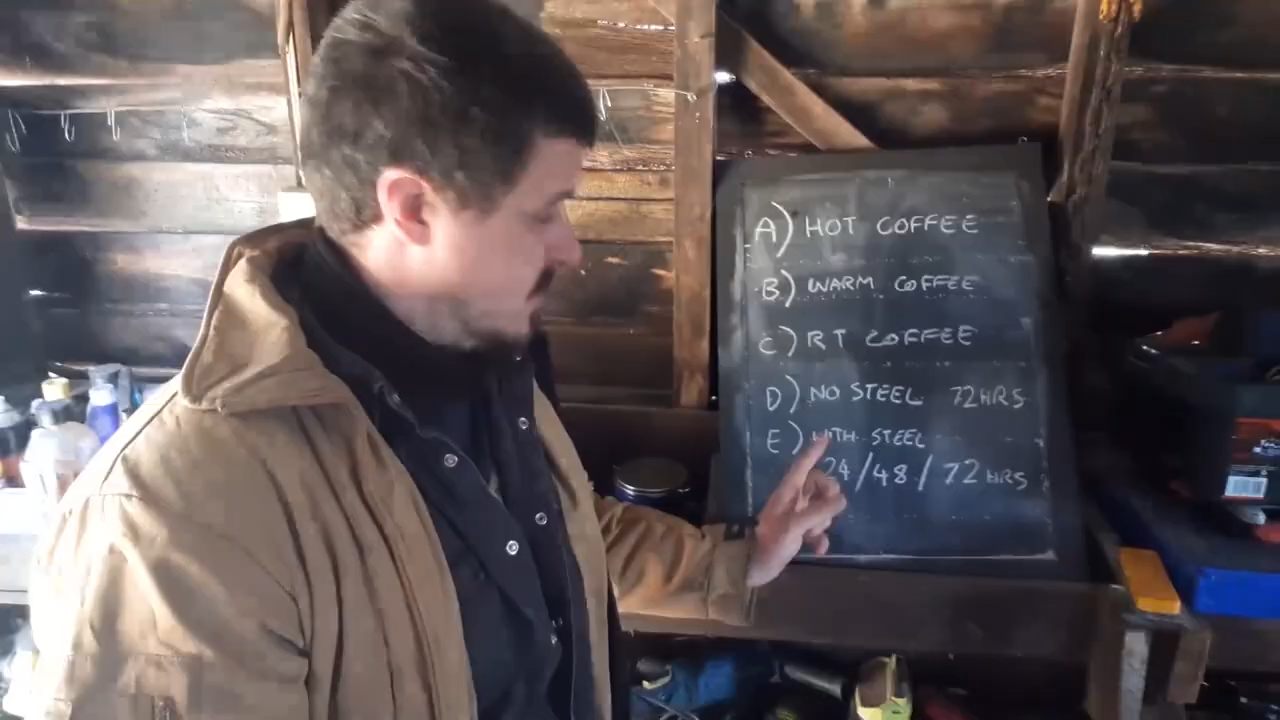 A) HOT COFFEE
B) WARM COFFEE
C) RT COFFEE
D) NO STEEL 72HRS
E) WITH STEEL
24/48/72 HRS